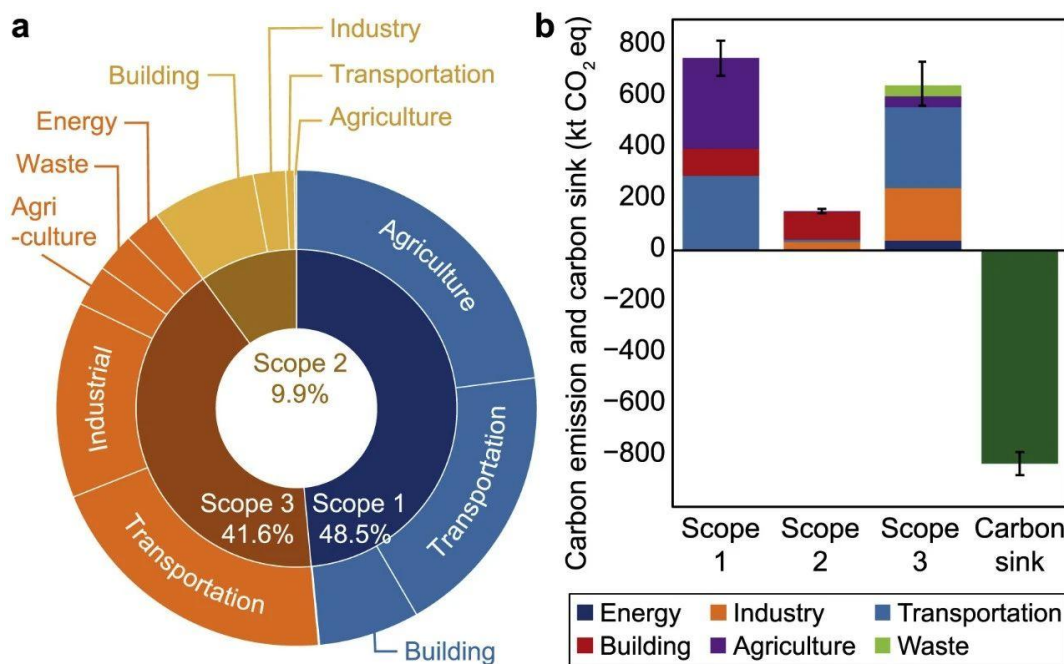 a
Industry
Building
Transportation
Energy
Agriculture
Waste
Agri
-culture
Agriculture
Industrial
Scope 2
9.9%
Transportation
Scope 3
41.6%
Scope 1
48.5%
Transportation
Building
b
Carbon emission and carbon sink (kt CO₂ eq)
800
600
400
200
0
−200
−400
−600
−800
Scope
1
Scope
2
Scope
3
Carbon
sink
Energy
Industry
Transportation
Building
Agriculture
Waste